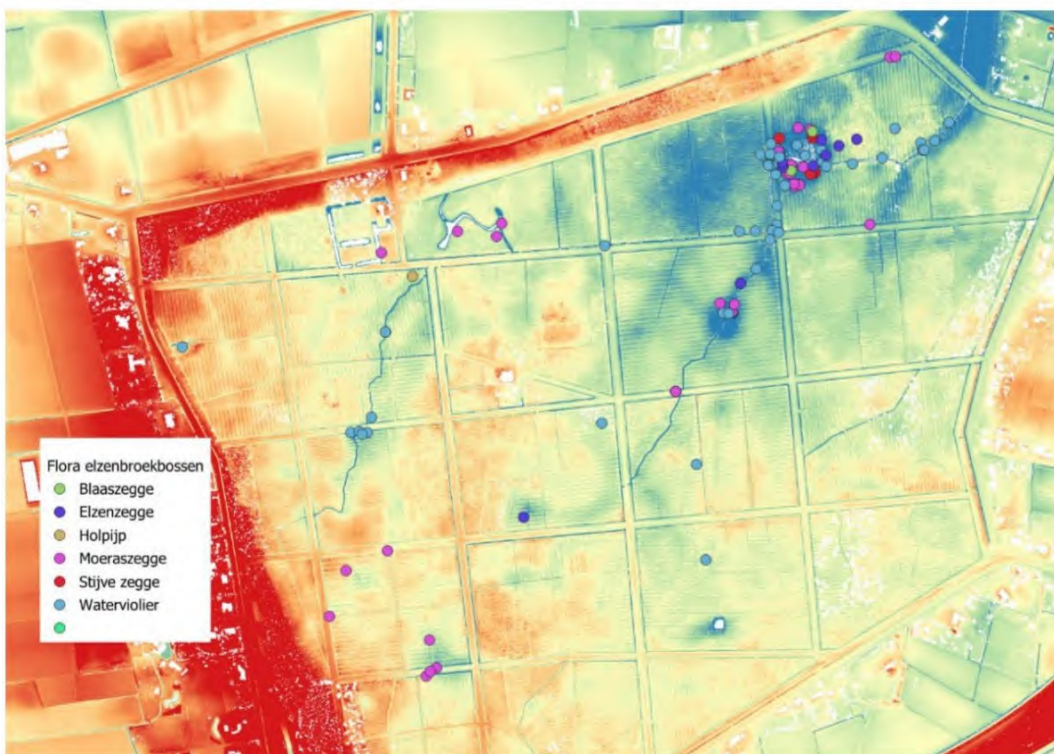 Flora elzenbroekbossen
Blaaszegge
Elzenzegge
Holpijp
Moeraszegge
Stijve zegge
Waterviolier